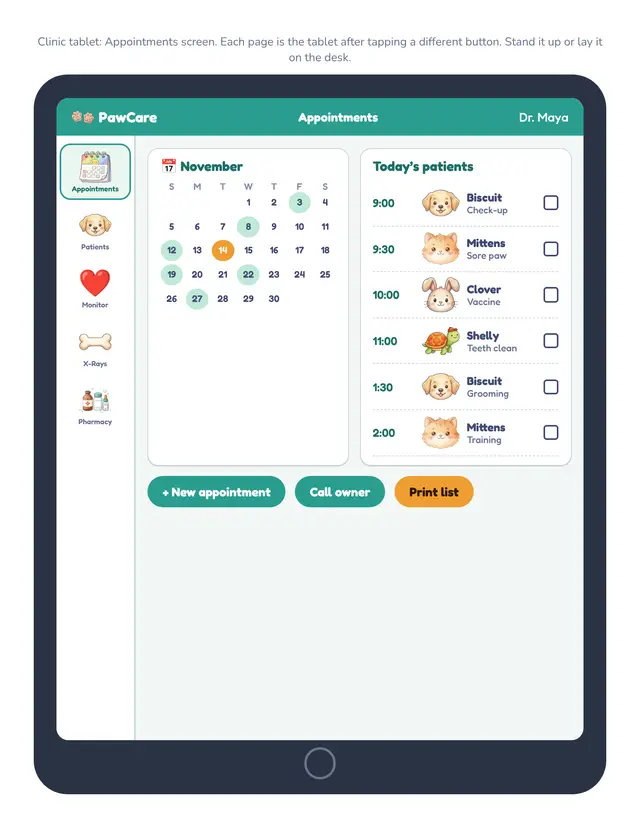 Clinic tablet: Appointments screen. Each page is the tablet after tapping a different button. Stand it up or lay it
on the desk.
PawCare
Appointments
Dr. Maya
Appointments
Patients
Monitor
X-Rays
Pharmacy
November
S M T W T F S
1 2 3 4
5 6 7 8 9 10 11
12 13 14 15 16 17 18
19 20 21 22 23 24 25
26 27 28 29 30
Today's patients
9:00 Biscuit
Check-up
9:30 Mittens
Sore paw
10:00 Clover
Vaccine
11:00 Shelly
Teeth clean
1:30 Biscuit
Grooming
2:00 Mittens
Training
+ New appointment
Call owner
Print list